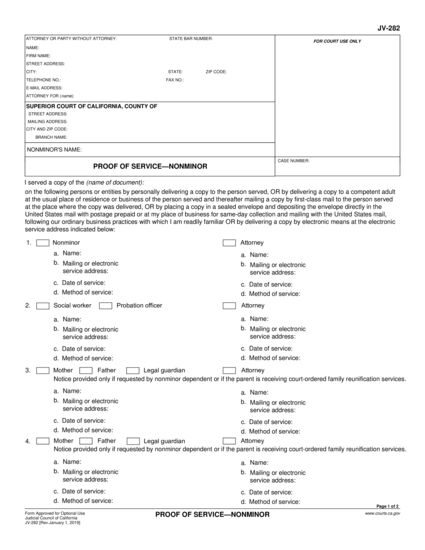 JV-282
ATTORNEY OR PARTY WITHOUT ATTORNEY: STATE BAR NUMBER:
NAME:
FIRM NAME:
STREET ADDRESS:
CITY: STATE: ZIP CODE:
TELEPHONE NO.: FAX NO.:
E-MAIL ADDRESS:
ATTORNEY FOR (name):
FOR COURT USE ONLY
SUPERIOR COURT OF CALIFORNIA, COUNTY OF
STREET ADDRESS:
MAILING ADDRESS:
CITY AND ZIP CODE:
BRANCH NAME:
NONMINOR'S NAME:
PROOF OF SERVICE—NONMINOR
CASE NUMBER:
I served a copy of the (name of document):
on the following persons or entities by personally delivering a copy to the person served, OR by delivering a copy to a competent adult
at the usual place of residence or business of the person served and thereafter mailing a copy by first-class mail to the person served
at the place where the copy was delivered, OR by placing a copy in a sealed envelope and depositing the envelope directly in the
United States mail with postage prepaid or at my place of business for same-day collection and mailing with the United States mail,
following our ordinary business practices with which I am readily familiar OR by delivering a copy by electronic means at the electronic
service address indicated below:
1. Nonminor
a. Name:
b. Mailing or electronic
service address:
c. Date of service:
d. Method of service:
Attorney
a. Name:
b. Mailing or electronic
service address:
c. Date of service:
d. Method of service:
2. Social worker Probation officer
a. Name:
b. Mailing or electronic
service address:
c. Date of service:
d. Method of service:
Attorney
a. Name:
b. Mailing or electronic
service address:
c. Date of service:
d. Method of service:
3. Mother Father Legal guardian Attorney
Notice provided only if requested by nonminor dependent or if the parent is receiving court-ordered family reunification services.
a. Name:
b. Mailing or electronic
service address:
c. Date of service:
d. Method of service:
a. Name:
b. Mailing or electronic
service address:
c. Date of service:
d. Method of service:
4. Mother Father Legal guardian Attorney
Notice provided only if requested by nonminor dependent or if the parent is receiving court-ordered family reunification services.
a. Name:
b. Mailing or electronic
service address:
c. Date of service:
d. Method of service:
a. Name:
b. Mailing or electronic
service address:
c. Date of service:
d. Method of service:
Page 1 of 2
Form Approved for Optional Use
Judicial Council of California
JV-282 [Rev.January 1, 2019]
PROOF OF SERVICE—NONMINOR
www.courts.ca.gov